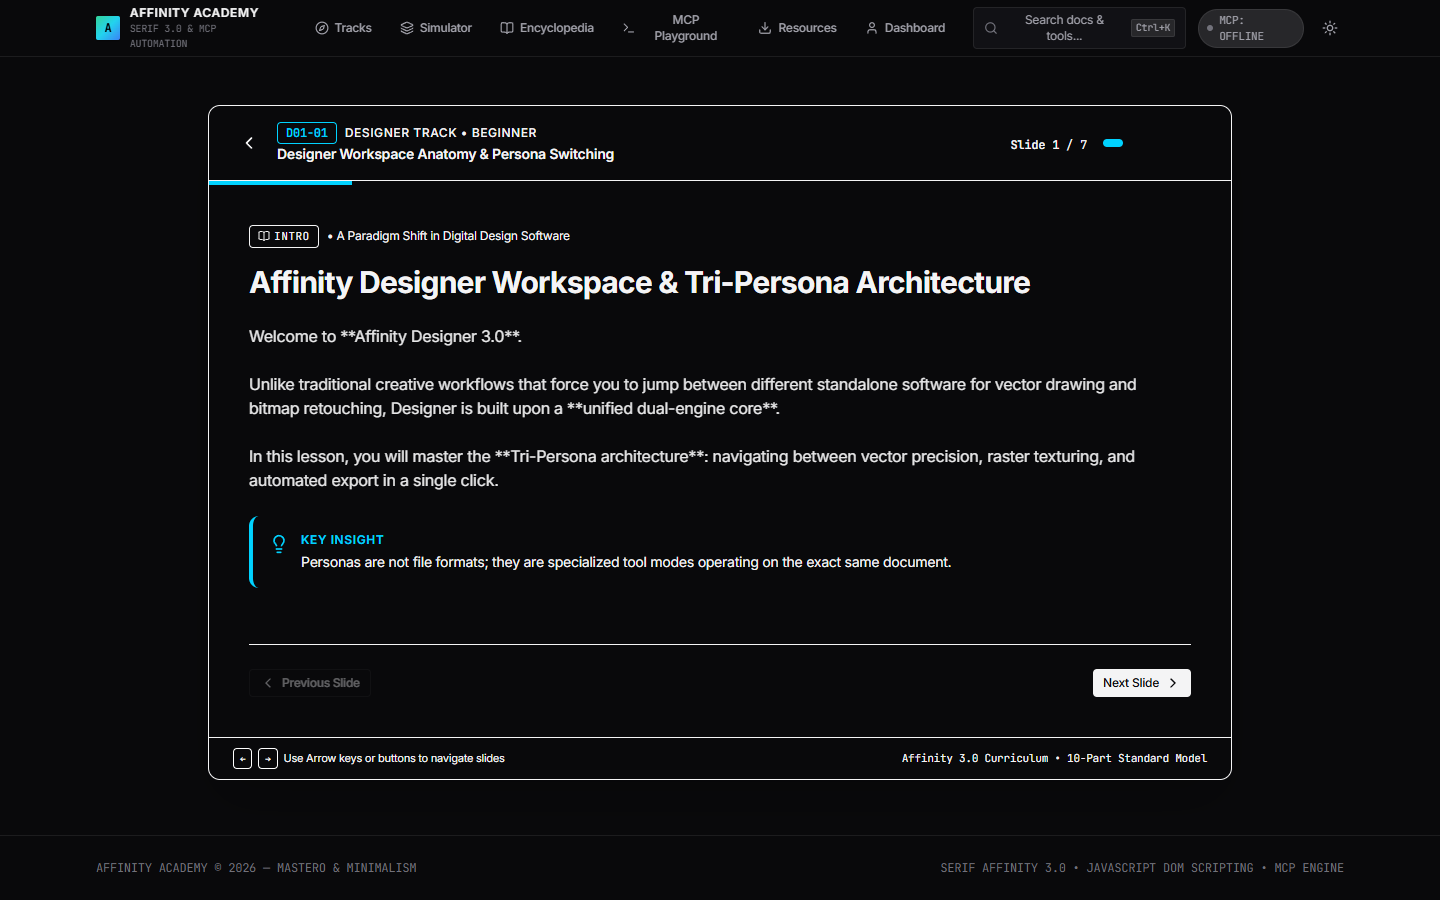 AFFINITY ACADEMY
SERIF 3.0 & MCP
AUTOMATION
A
Tracks
Simulator
Encyclopedia
MCP
Playground
Resources
Dashboard
Search docs &
tools...
Ctrl+K
MCP:
OFFLINE
D01-01
DESIGNER TRACK • BEGINNER
Designer Workspace Anatomy & Persona Switching
Slide 1 / 7
INTRO
• A Paradigm Shift in Digital Design Software
Affinity Designer Workspace & Tri-Persona Architecture
Welcome to **Affinity Designer 3.0**.
Unlike traditional creative workflows that force you to jump between different standalone software for vector drawing and
bitmap retouching, Designer is built upon a **unified dual-engine core**.
In this lesson, you will master the **Tri-Persona architecture**: navigating between vector precision, raster texturing, and
automated export in a single click.
KEY INSIGHT
Personas are not file formats; they are specialized tool modes operating on the exact same document.
Previous Slide
Next Slide
← → Use Arrow keys or buttons to navigate slides
Affinity 3.0 Curriculum • 10-Part Standard Model
AFFINITY ACADEMY © 2026 — MASTERO & MINIMALISM
SERIF AFFINITY 3.0 • JAVASCRIPT DOM SCRIPTING • MCP ENGINE